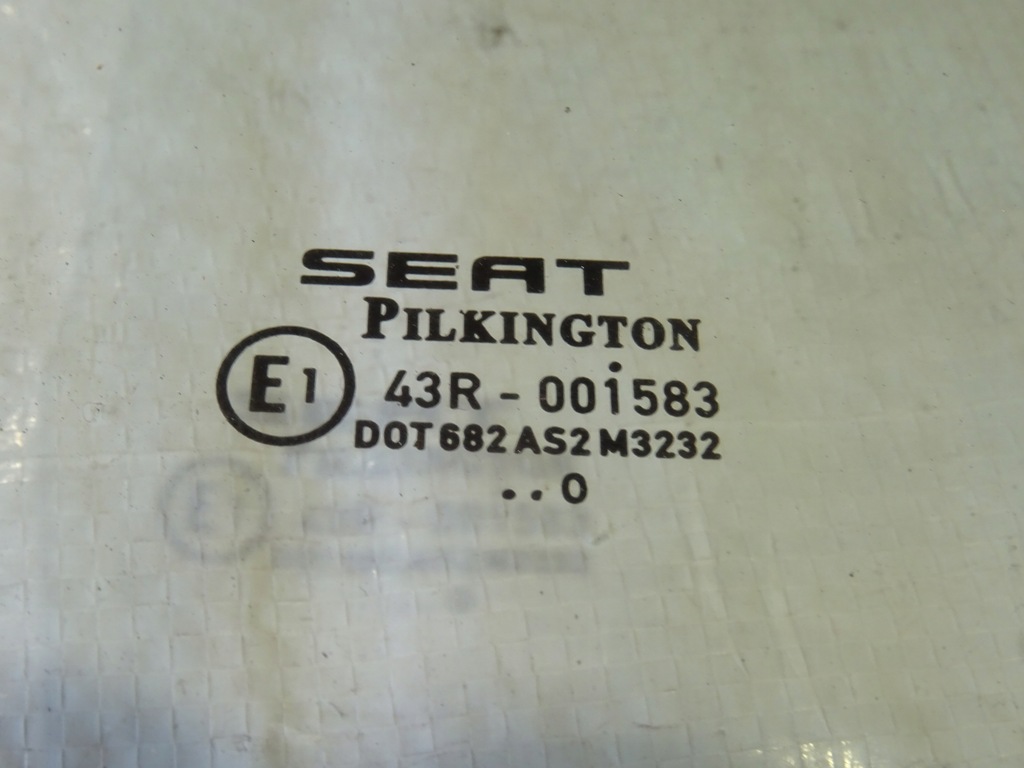 SEAT
PILKINGTON
E1 43R - 001583
DOT 682 AS2 M3232
..0